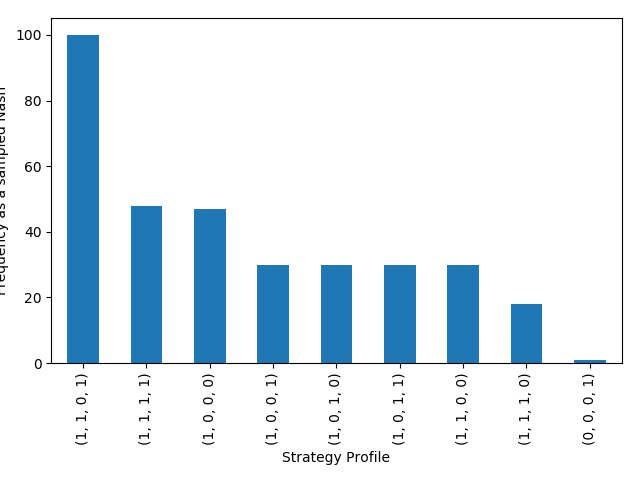 Frequency as a sampled Nash
100
80
60
40
20
0
(1, 1, 0, 1)
(1, 1, 1, 1)
(1, 0, 0, 0)
(1, 0, 0, 1)
(1, 0, 1, 0)
(1, 0, 1, 1)
(1, 1, 0, 0)
(1, 1, 1, 0)
(0, 0, 0, 1)
Strategy Profile